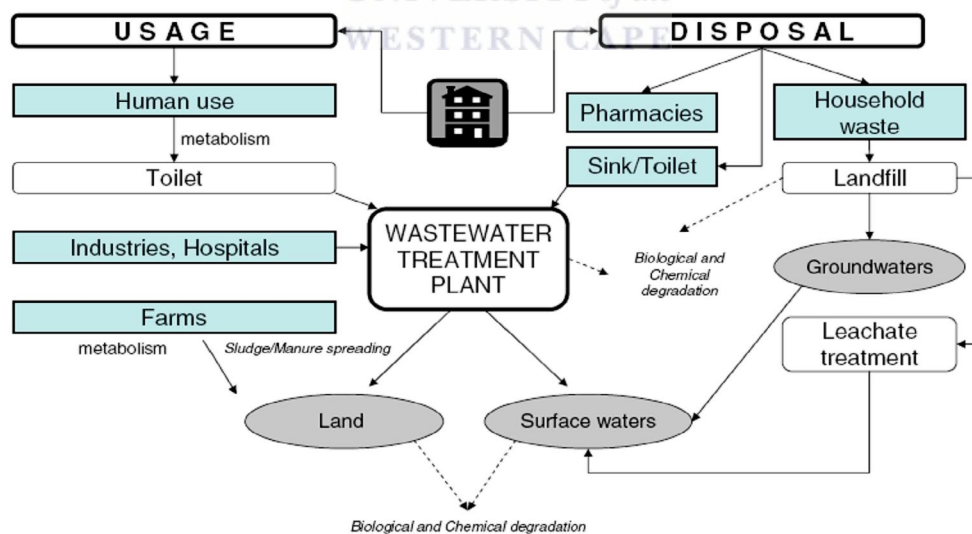 WESTERN CAPE
USAGE
DISPOSAL
Human use
Pharmacies
Household
waste
metabolism
Sink/Toilet
Toilet
Landfill
WASTEWATER
TREATMENT
PLANT
Industries, Hospitals
Biological and
Chemical
degradation
Groundwaters
Farms
metabolism
Sludge/Manure spreading
Leachate
treatment
Land
Surface waters
Biological and Chemical degradation